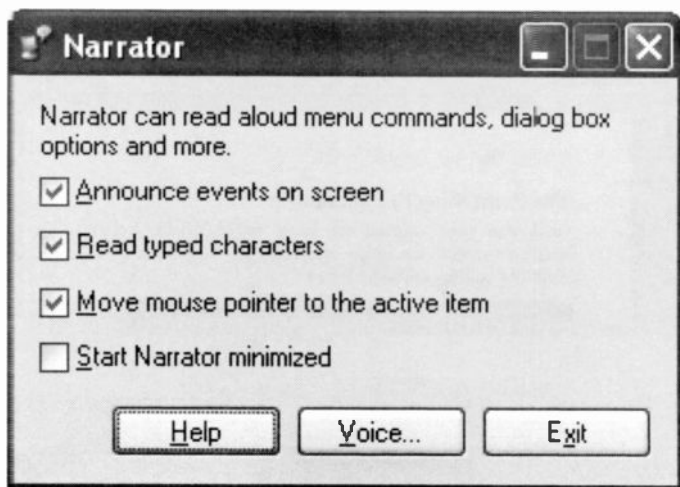 Narrator
Narrator can read aloud menu commands, dialog box
options and more.
Announce events on screen
Read typed characters
Move mouse pointer to the active item
Start Narrator minimized
Help
Voice...
Exit